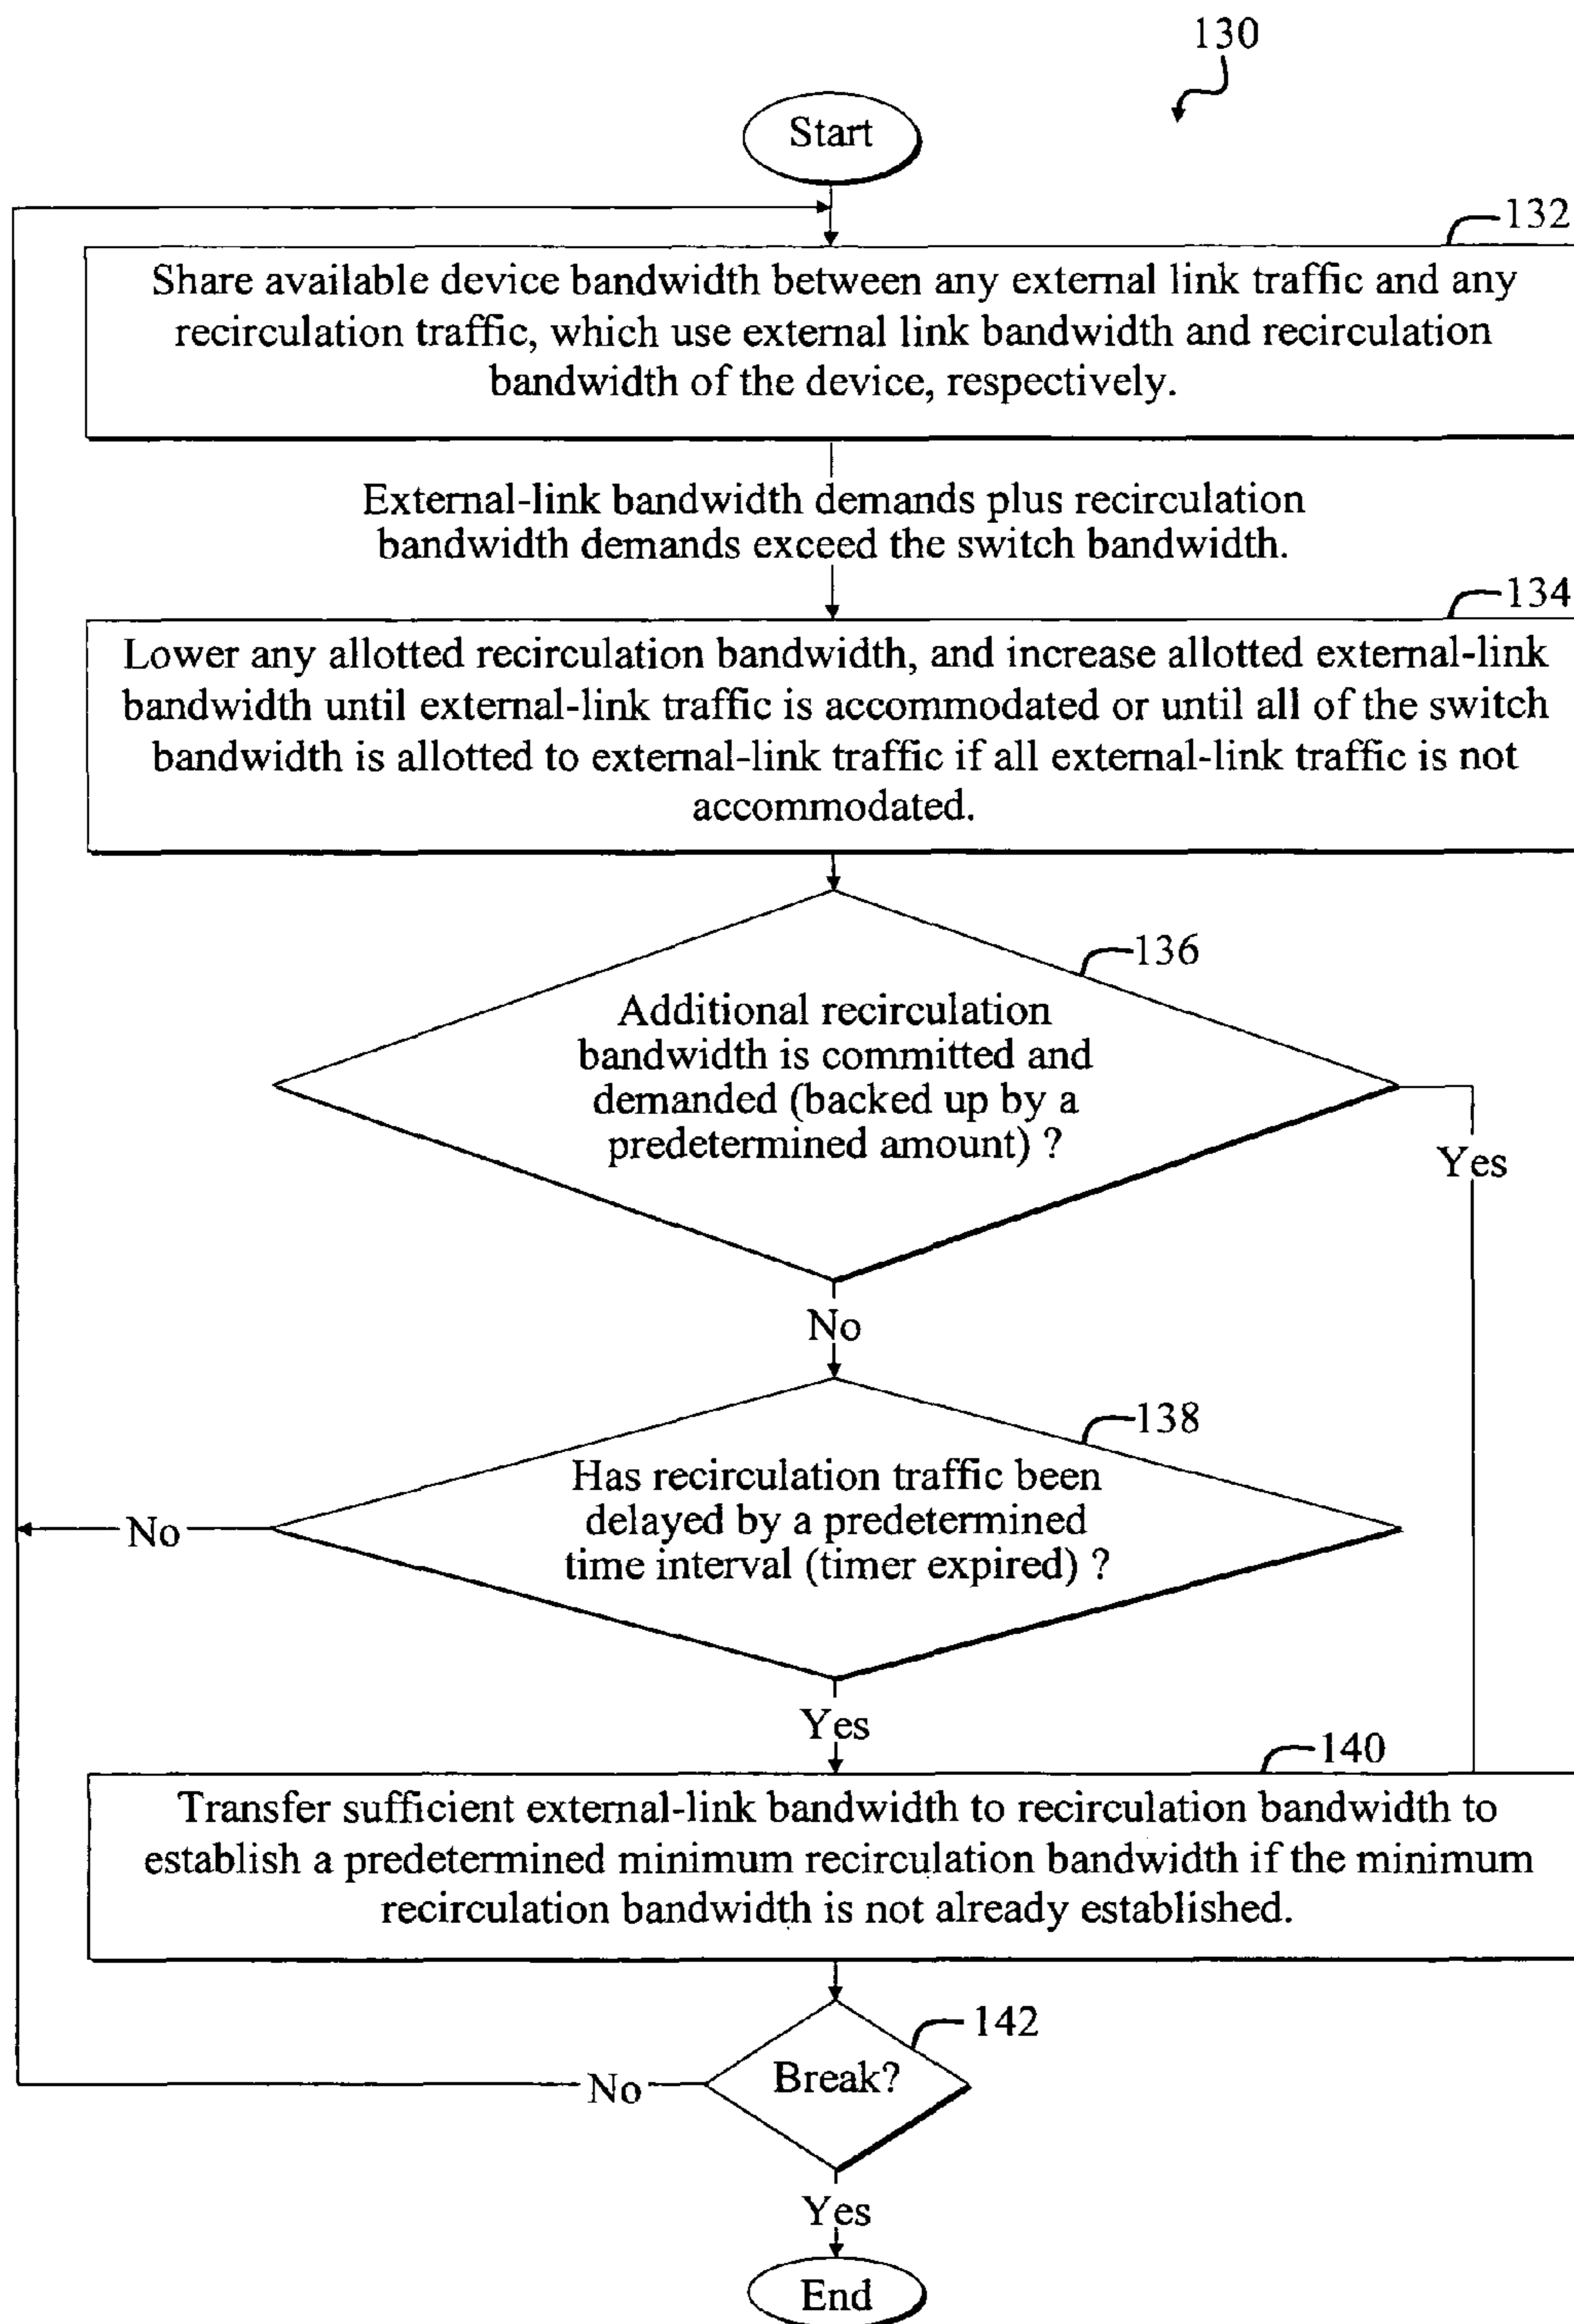 130
Start
132
Share available device bandwidth between any external link traffic and any
recirculation traffic, which use external link bandwidth and recirculation
bandwidth of the device, respectively.
External-link bandwidth demands plus recirculation
bandwidth demands exceed the switch bandwidth.
134
Lower any allotted recirculation bandwidth, and increase allotted external-link
bandwidth until external-link traffic is accommodated or until all of the switch
bandwidth is allotted to external-link traffic if all external-link traffic is not
accommodated.
136
Additional recirculation
bandwidth is committed and
demanded (backed up by a
predetermined amount) ?
Yes
No
138
Has recirculation traffic been
delayed by a predetermined
time interval (timer expired) ?
No
Yes
140
Transfer sufficient external-link bandwidth to recirculation bandwidth to
establish a predetermined minimum recirculation bandwidth if the minimum
recirculation bandwidth is not already established.
142
Break?
No
Yes
End